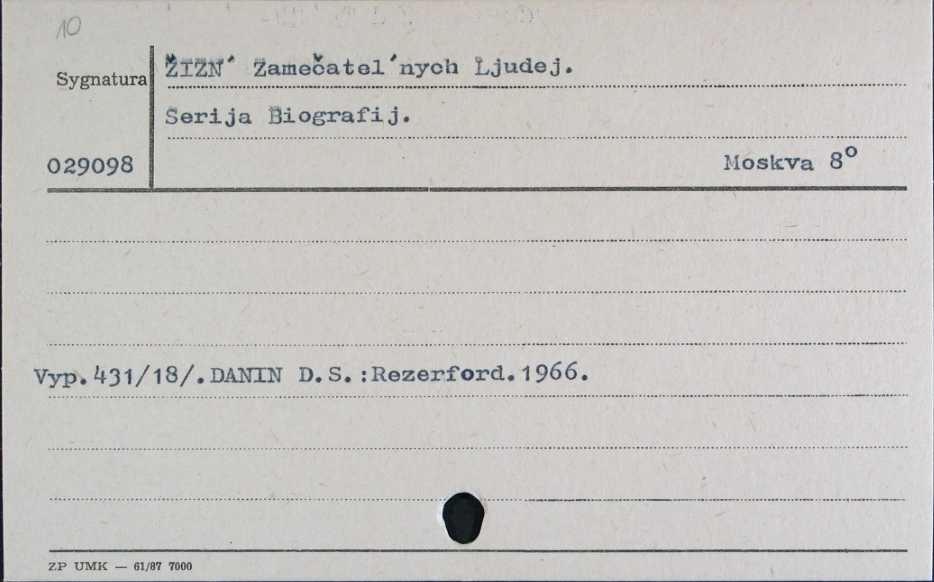 10
Sygnatura
ŽIZN′ Zamečatel′nych Ljudej.
Serija Biografij.
029098
Moskva 8°
Vyp.431/18/.DANIN D.S.:Rezerford.1966.
ZP UMK — 61/87 7000